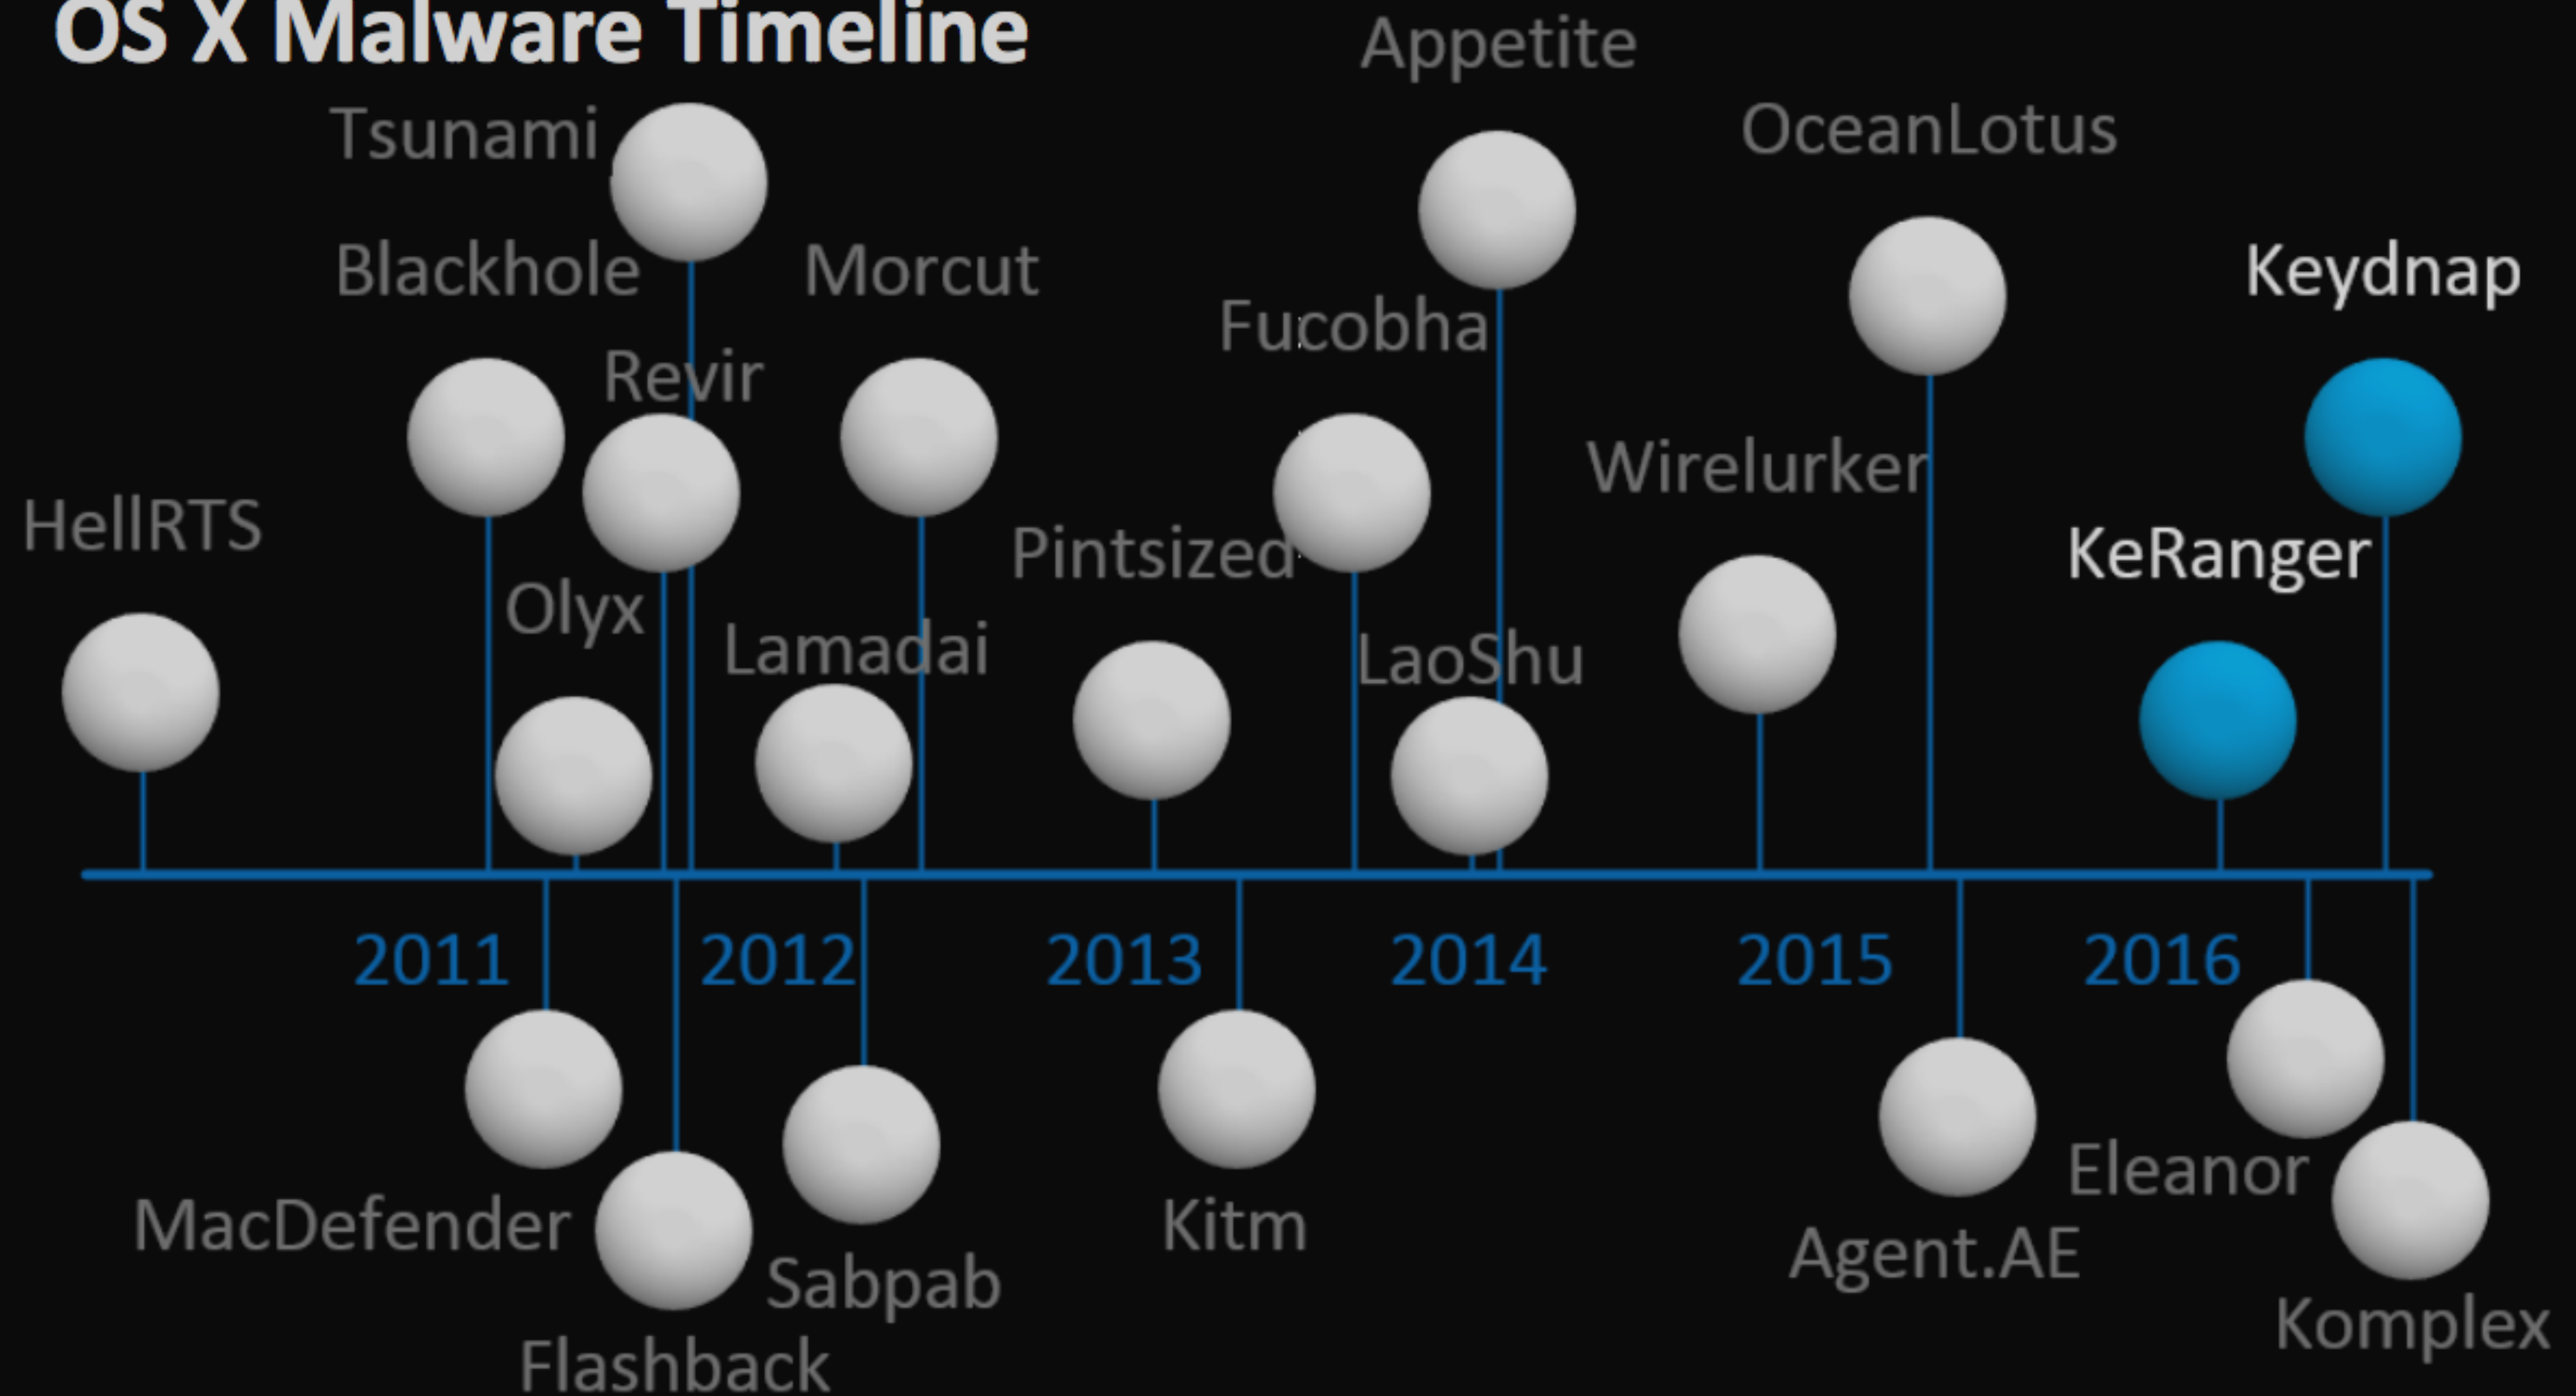 OS X Malware Timeline
Appetite
Tsunami
OceanLotus
Blackhole
Morcut
Keydnap
Fucobha
Revir
Wirelurker
HellRTS
Pintsized
KeRanger
Olyx
Lamadai
LaoShu
2011
2012
2013
2014
2015
2016
MacDefender
Kitm
Eleanor
Sabpab
Agent.AE
Flashback
Komplex